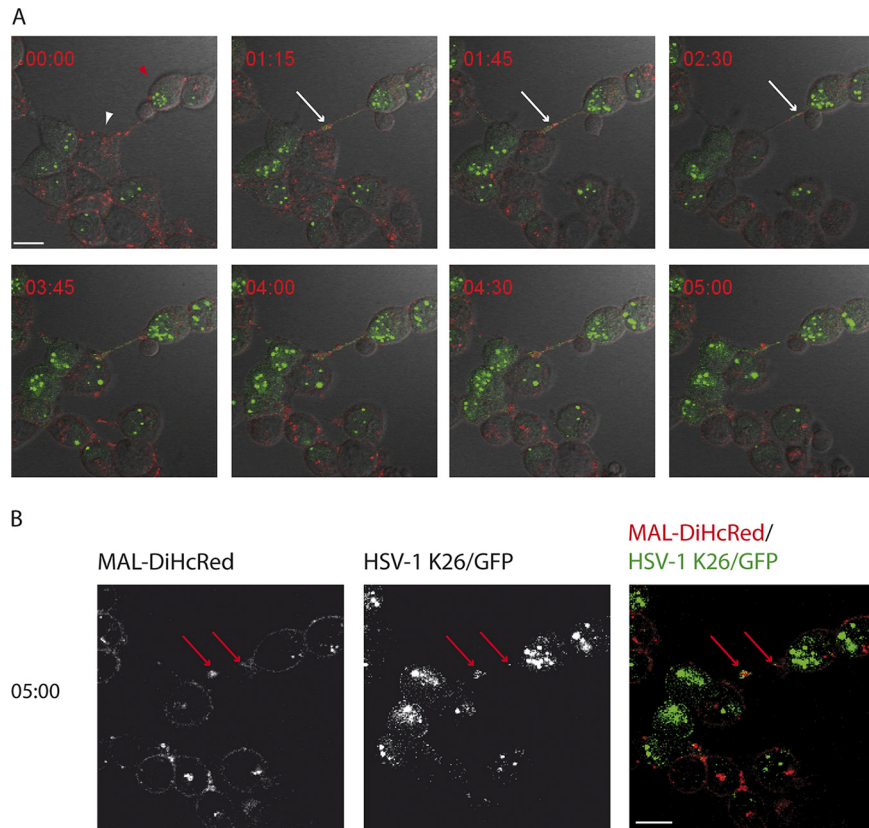 A
00:00
01:15
01:45
02:30
03:45
04:00
04:30
05:00
B
MAL-DiHcRed
HSV-1 K26/GFP
MAL-DiHcRed/
HSV-1 K26/GFP
05:00